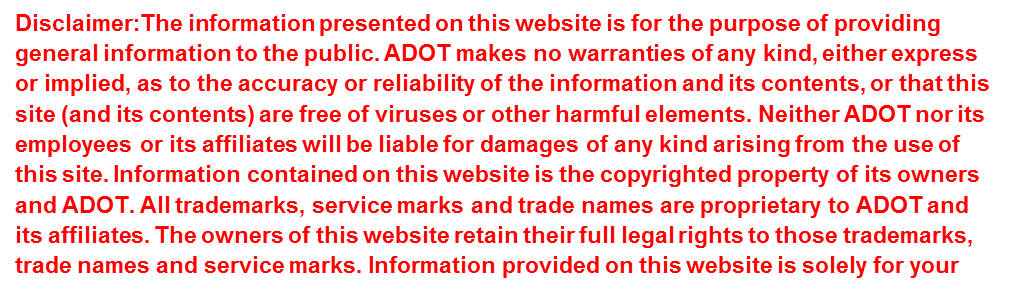 Disclaimer:The information presented on this website is for the purpose of providing
general information to the public. ADOT makes no warranties of any kind, either express
or implied, as to the accuracy or reliability of the information and its contents, or that this
site (and its contents) are free of viruses or other harmful elements. Neither ADOT nor its
employees or its affiliates will be liable for damages of any kind arising from the use of
this site. Information contained on this website is the copyrighted property of its owners
and ADOT. All trademarks, service marks and trade names are proprietary to ADOT and
its affiliates. The owners of this website retain their full legal rights to those trademarks,
trade names and service marks. Information provided on this website is solely for your